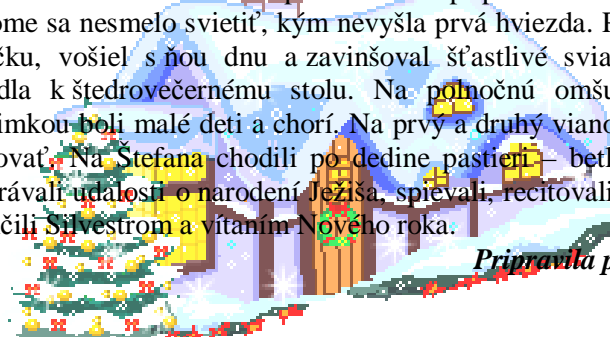 ome sa nesmelo svietiť, kým nevyšla prvá hviezda.
čku, vošiel s ňou dnu a zavinšoval šťastlivé svia
dla k štedrovečernému stolu. Na polnočnú omšu
imkou boli malé deti a chorí. Na prvý a druhý viano
ovať. Na Štefana chodili po dedine pastieri – betl
rávali udalosti o narodení Ježiša, spievali, recitovali
čili Silvestrom a vítaním Nového roka.
Pripravila p